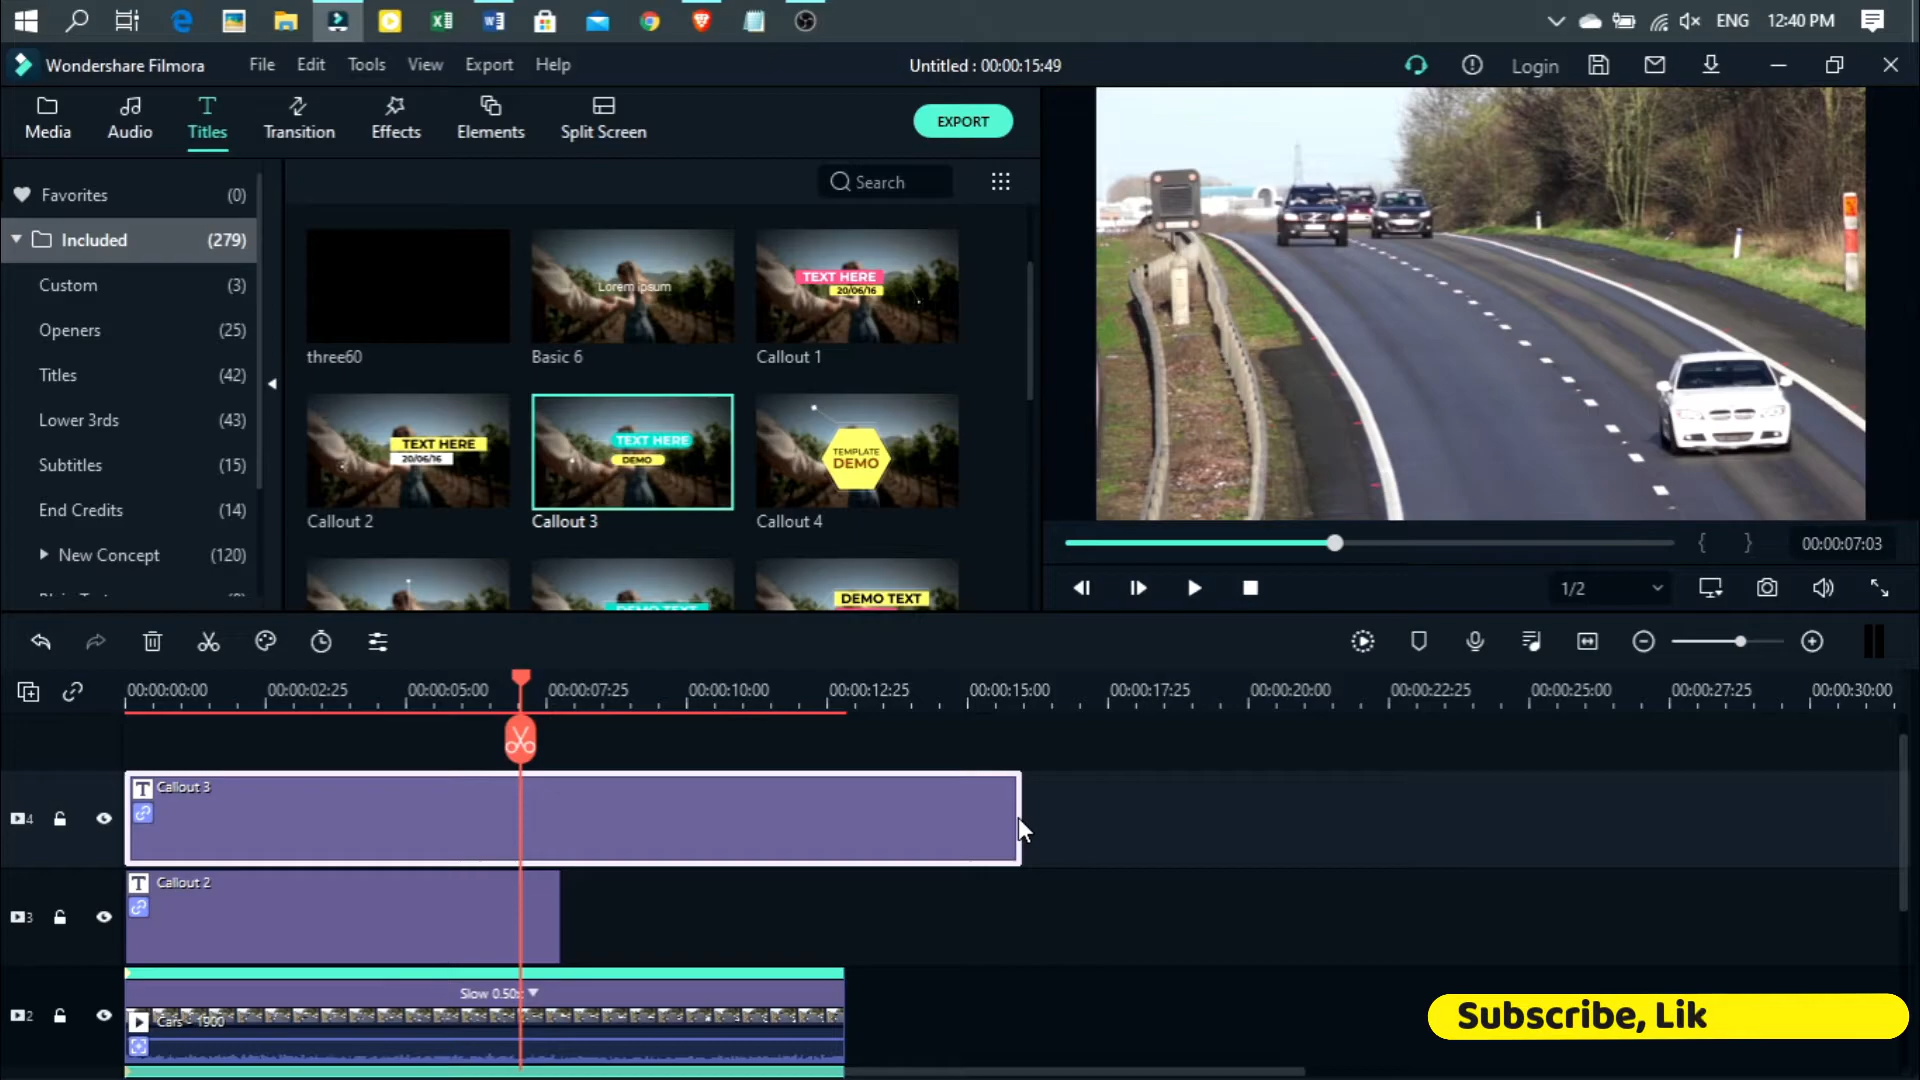 ENG 12:40 PM
Wondershare Filmora File Edit Tools View Export Help Untitled : 00:00:15:49 Login
Media Audio Titles Transition Effects Elements Split Screen EXPORT
Favorites (0)
Included (279)
Custom (3)
Openers (25)
Titles (42)
Lower 3rds (43)
Subtitles (15)
End Credits (14)
New Concept (120)
Search
Lorem ipsum
TEXT HERE
20/06/16
three60 Basic 6 Callout 1
TEXT HERE
20/06/16
TEXT HERE
DEMO
TEMPLATE
DEMO
Callout 2 Callout 3 Callout 4
DEMO TEXT
DEMO TEXT
00:00:07:03
1/2
00:00:00:00 00:00:02:25 00:00:05:00 00:00:07:25 00:00:10:00 00:00:12:25 00:00:15:00 00:00:17:25 00:00:20:00 00:00:22:25 00:00:25:00 00:00:27:25 00:00:30:00
T Callout 3
4
T Callout 2
3
Slow 0.50x
2
Cars - 1900
Subscribe, Lik